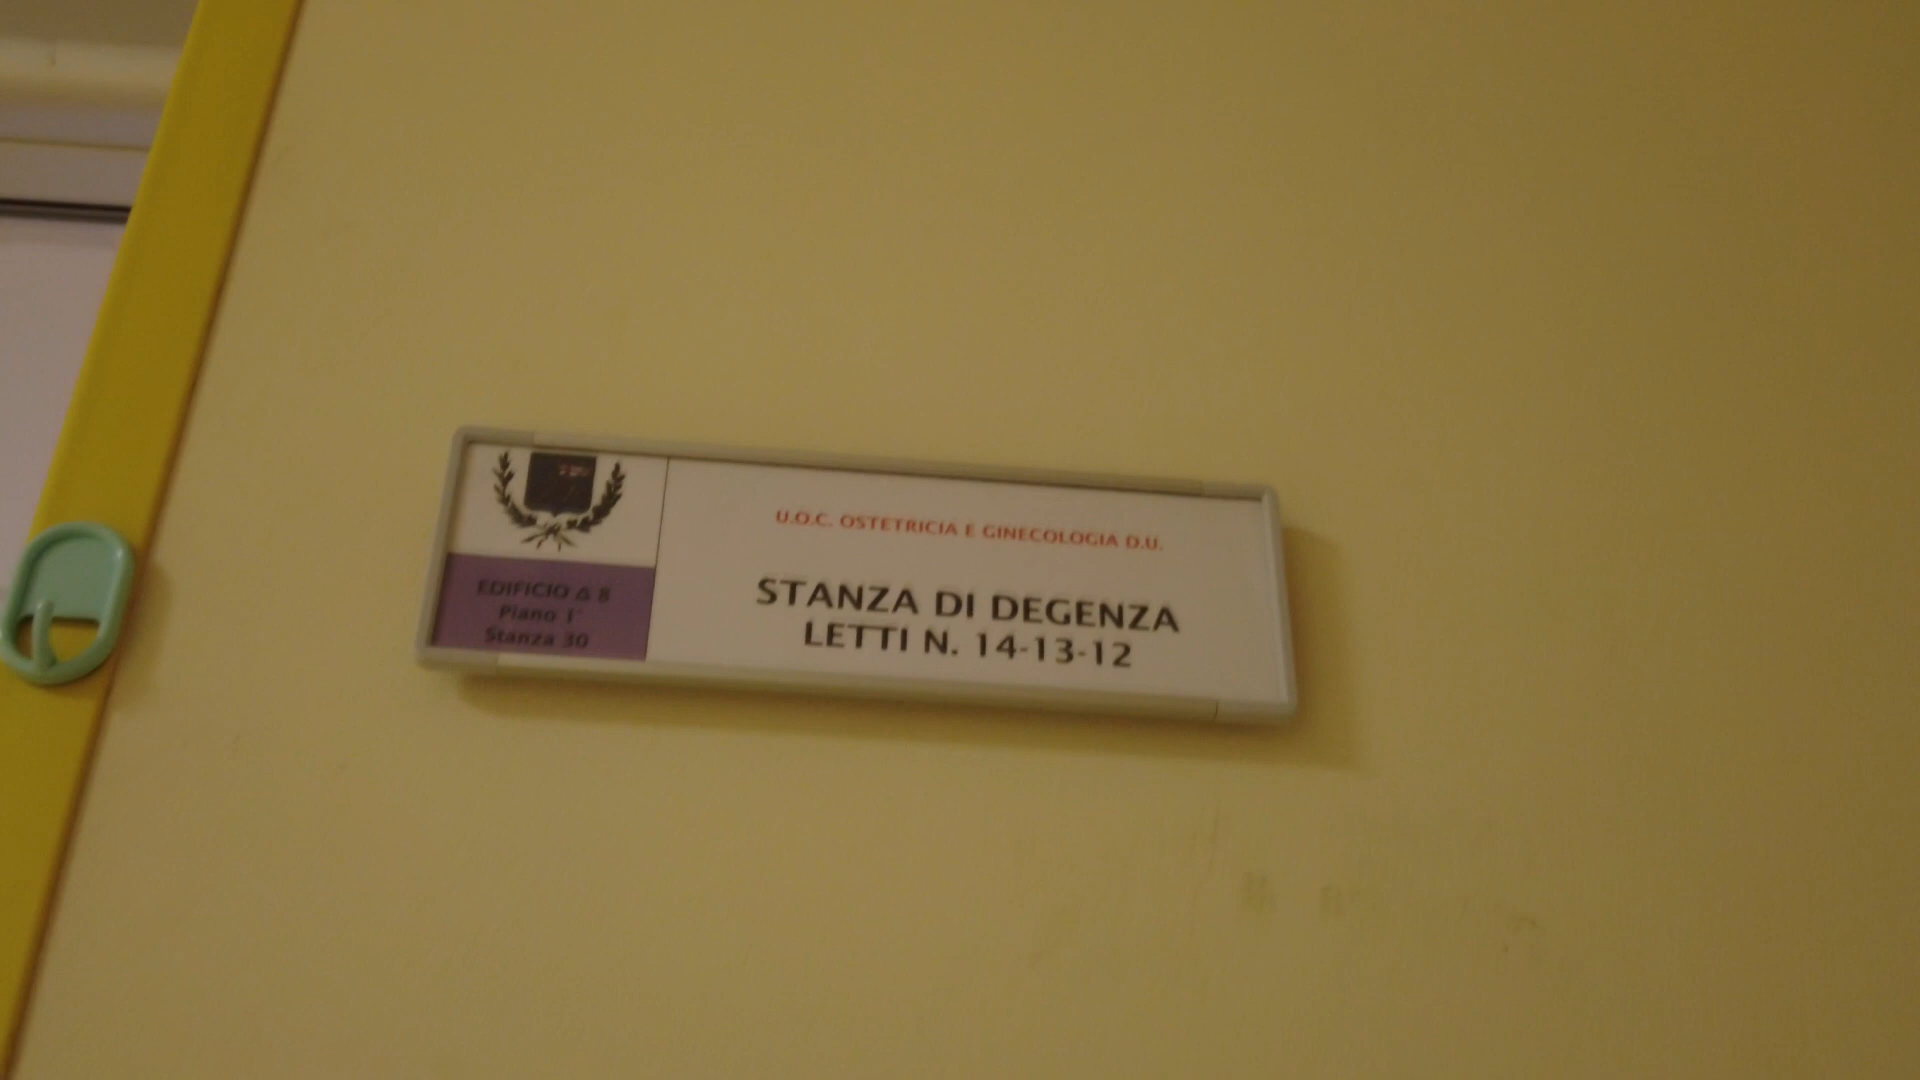 U.O.C. OSTETRICIA E GINECOLOGIA D.U.
STANZA DI DEGENZA
LETTI N. 14-13-12
EDIFICIO Δ 8
Piano 1°
Stanza 30